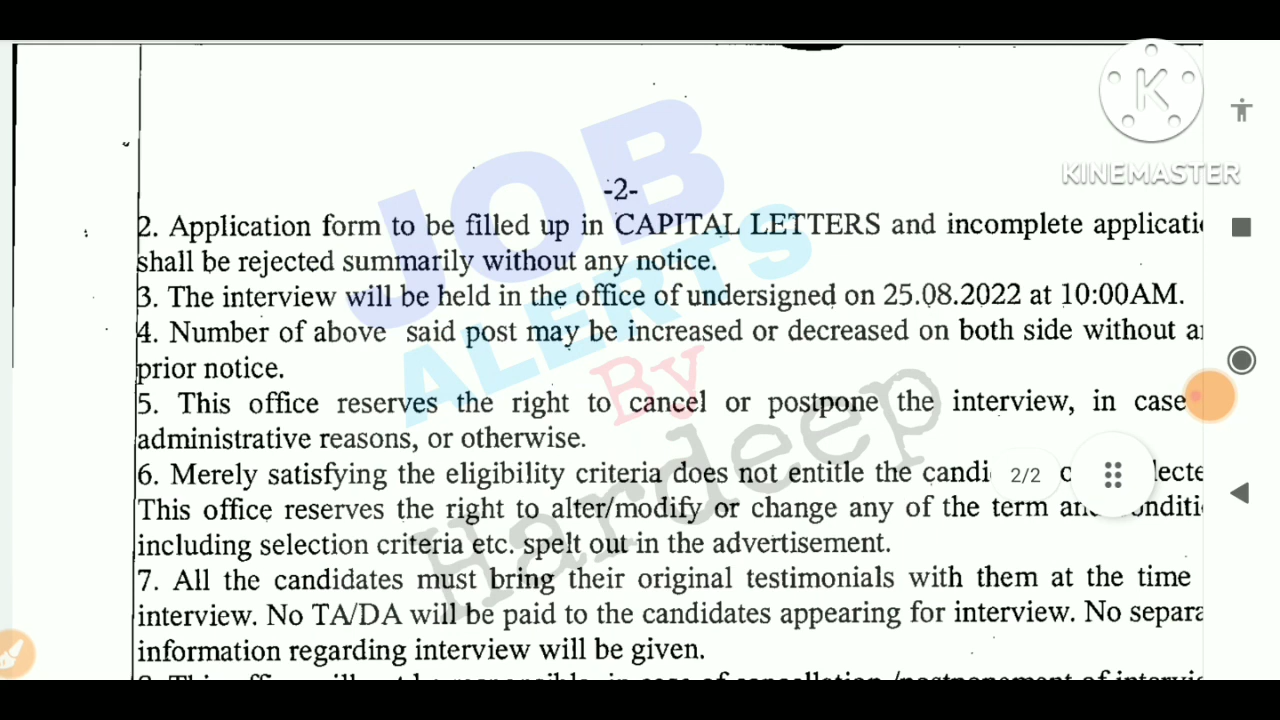 KINEMASTER
JOB
ALERTS
By
Hardeep
-2-
2. Application form to be filled up in CAPITAL LETTERS and incomplete
shall be rejected summarily without any notice.
3. The interview will be held in the office of undersigned on 25.08.2022 at 10:00AM.
4. Number of above said post may be increased or decreased on both side without
prior notice.
5. This office reserves the right to cancel or postpone the interview, in case
administrative reasons, or otherwise.
6. Merely satisfying the eligibility criteria does not entitle the
2/2
This office reserves the right to alter/modify or change any of the term
including selection criteria etc. spelt out in the advertisement.
7. All the candidates must bring their original testimonials with them at the time
interview. No TA/DA will be paid to the candidates appearing for interview. No
information regarding interview will be given.